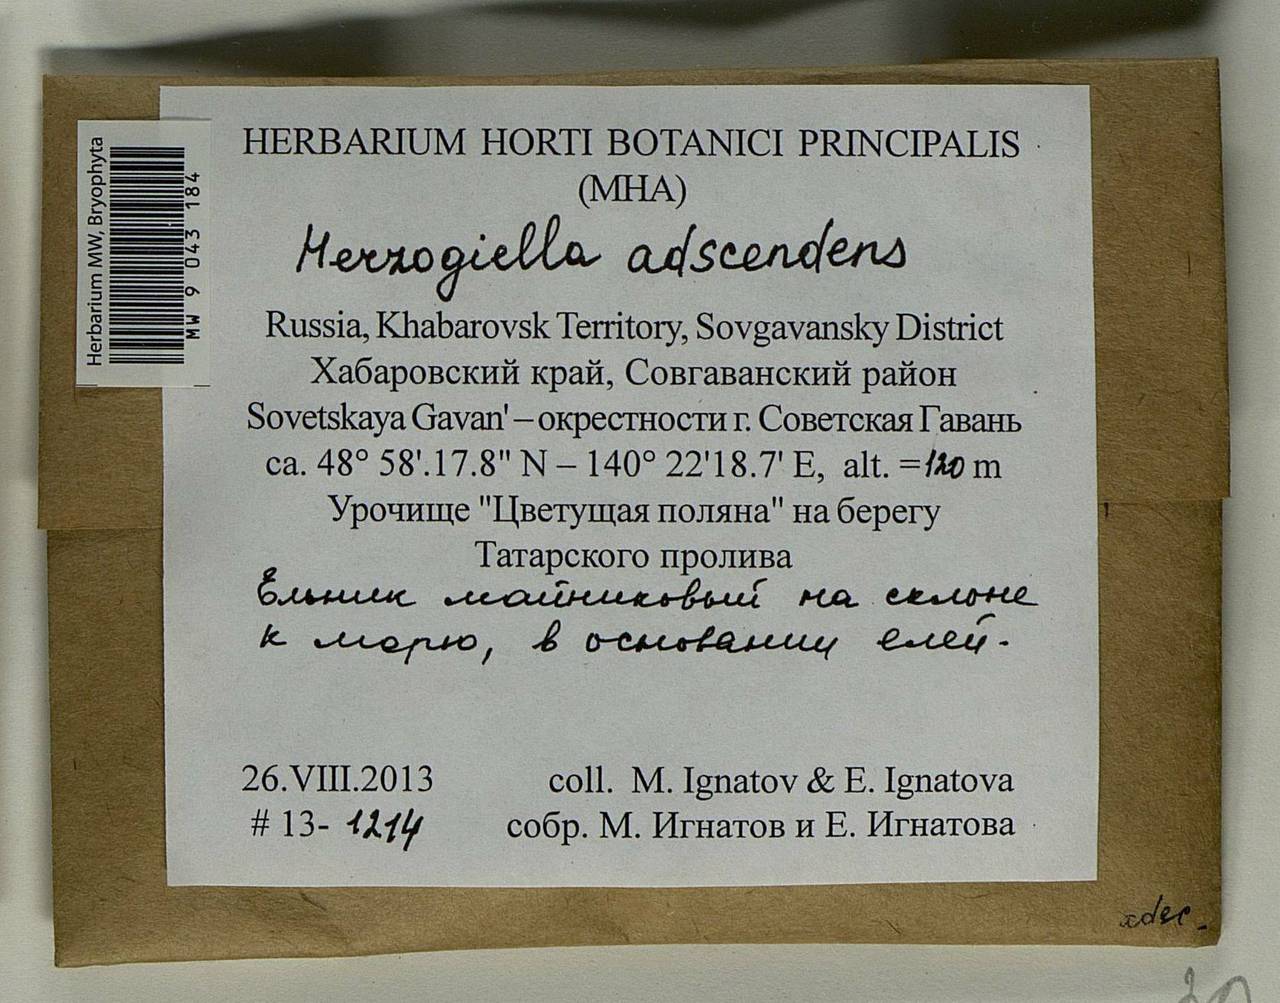 Herbarium MW, Bryophyta
MW 9 043 184
HERBARIUM HORTI BOTANICI PRINCIPALIS
(MHA)
Herzogiella adscendens
Russia, Khabarovsk Territory, Sovgavansky District
Хабаровский край, Совгаванский район
Sovetskaya Gavan' – окрестности г. Советская Гавань
ca. 48° 58'.17.8" N – 140° 22'18.7' E, alt. =120 m
Урочище "Цветущая поляна" на берегу
Татарского пролива
Ельник майниковый на склоне
к морю, в основании елей.
26.VIII.2013
coll. M. Ignatov & E. Ignatova
# 13- 1214
собр. М. Игнатов и Е. Игнатова